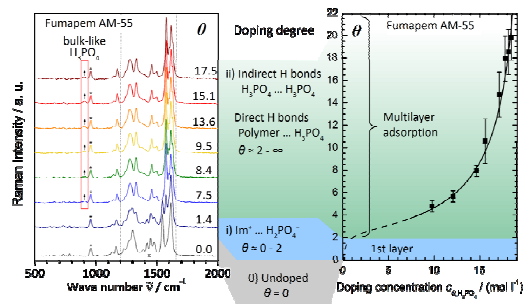 Fumapem AM-55
bulk-like
H₃PO₄
θ
17.5
15.1
13.6
9.5
8.4
7.5
1.4
0.0
Raman Intensity / a. u.
500 1000 1500 2000
Wave number ν̃ / cm⁻¹
Doping degree
ii) Indirect H bonds
H₃PO₄ ... H₃PO₄
Direct H bonds
Polymer ... H₃PO₄
θ ≈ 2 - ∞
i) Im⁺ ... H₂PO₄⁻
θ ≈ 0 - 2
0) Undoped
θ ≈ 0
Fumapem AM-55
θ
Multilayer
adsorption
1st layer
22
20
18
16
14
12
10
8
6
4
2
0
0 5 10 15
Doping concentration
/ (mol l⁻¹)